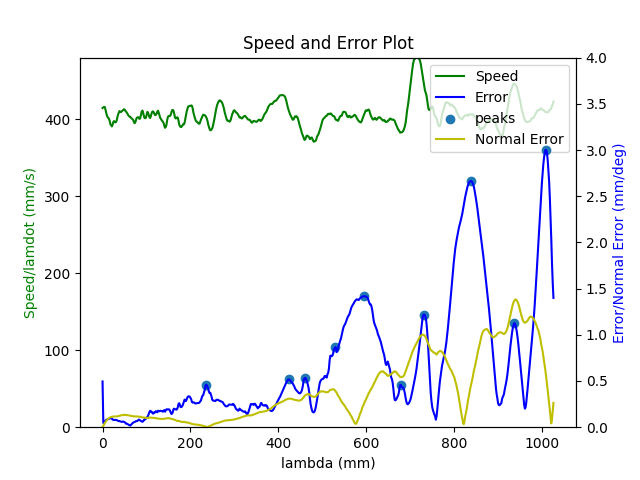 Speed and Error Plot
Speed
Error
peaks
Normal Error
Speed/lamdot (mm/s)
400
300
200
100
0
4.0
3.5
3.0
2.5
2.0
1.5
1.0
0.5
0.0
Error/Normal Error (mm/deg)
0 200 400 600 800 1000
lambda (mm)